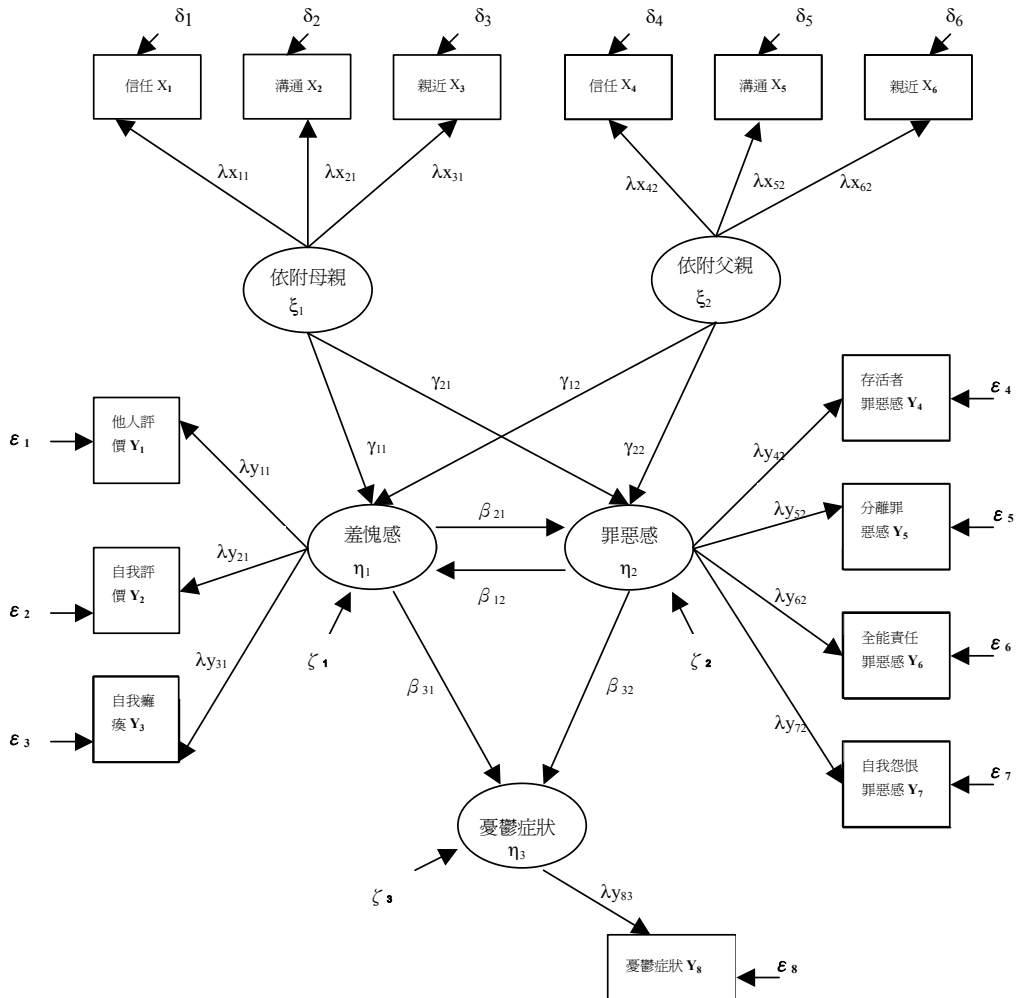 δ1 δ2 δ3 δ4 δ5 δ6
信任 X1 溝通 X2 親近 X3 信任 X4 溝通 X5 親近 X6
λx11 λx21 λx31 λx42 λx52 λx62
依附母親
ξ1
依附父親
ξ2
γ21 γ12
γ11 γ22
ε1
他人評
價 Y1
λy11
ε2
自我評
價 Y2
λy21
ε3
自我癱
瘓 Y3
λy31
羞愧感
η1
β21
β12
罪惡感
η2
ζ1
ζ2
λy42
存活者
罪惡感 Y4
ε4
λy52
分離罪
惡感 Y5
ε5
λy62
全能責任
罪惡感 Y6
ε6
λy72
自我怨恨
罪惡感 Y7
ε7
β31 β32
憂鬱症狀
η3
ζ3
λy83
憂鬱症狀 Y8
ε8